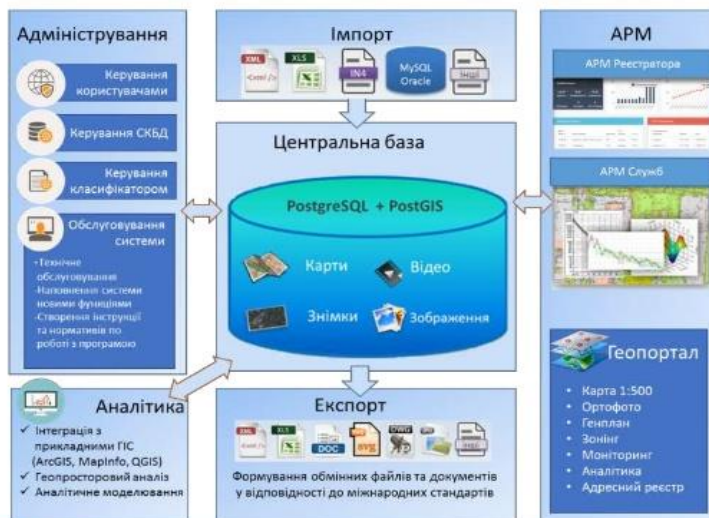 Адміністрування
Керування
користувачами
Керування СКБД
Керування
класифікатором
Обслуговування
системи
-Технічне
обслуговування
-Наповнення системи
новими функціями
-Створення інструкції
та нормативів по
роботі з програмою
Імпорт
XML
XLS
IN4
MySQL
Oracle
Інші
Центральна база
PostgreSQL + PostGIS
Карти
Відео
Знімки
Зображення
АРМ
АРМ Реєстратора
АРМ Служб
Геопортал
• Карта 1:500
• Ортофото
• Генплан
• Зонінг
• Моніторинг
• Аналітика
• Адресний реєстр
Аналітика
✓ Інтеграція з
прикладними ГІС
(ArcGIS, MapInfo, QGIS)
✓ Геопросторовий аналіз
✓ Аналітичне моделювання
Експорт
XML
XLS
DOC
svg
DWG
Формування обмінних файлів та документів
у відповідності до міжнародних стандартів